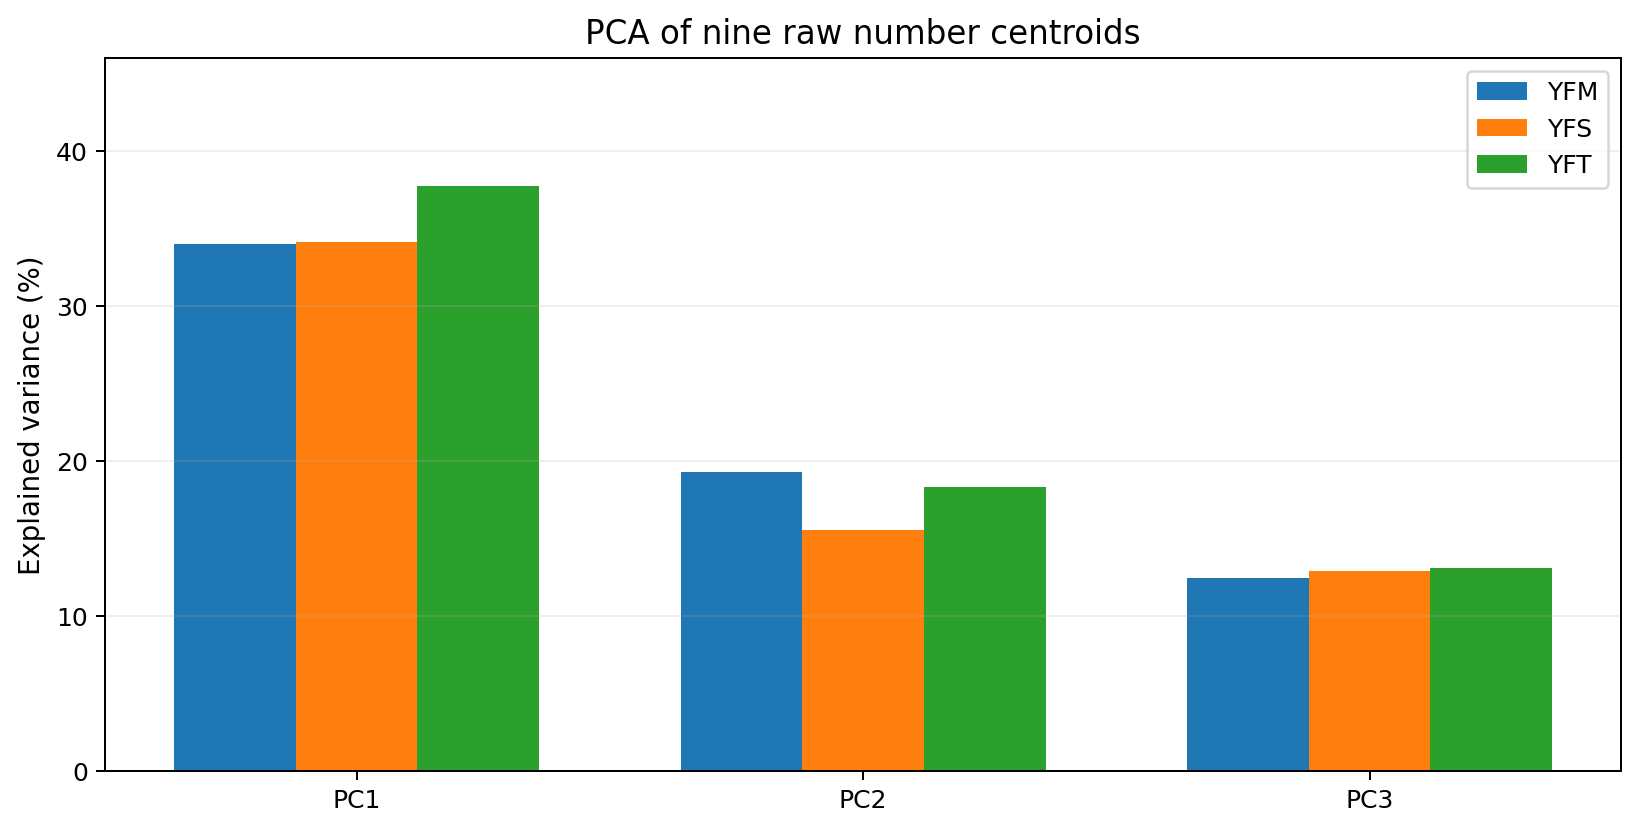 PCA of nine raw number centroids
YFM
YFS
YFT
Explained variance (%)
40
30
20
10
0
PC1
PC2
PC3